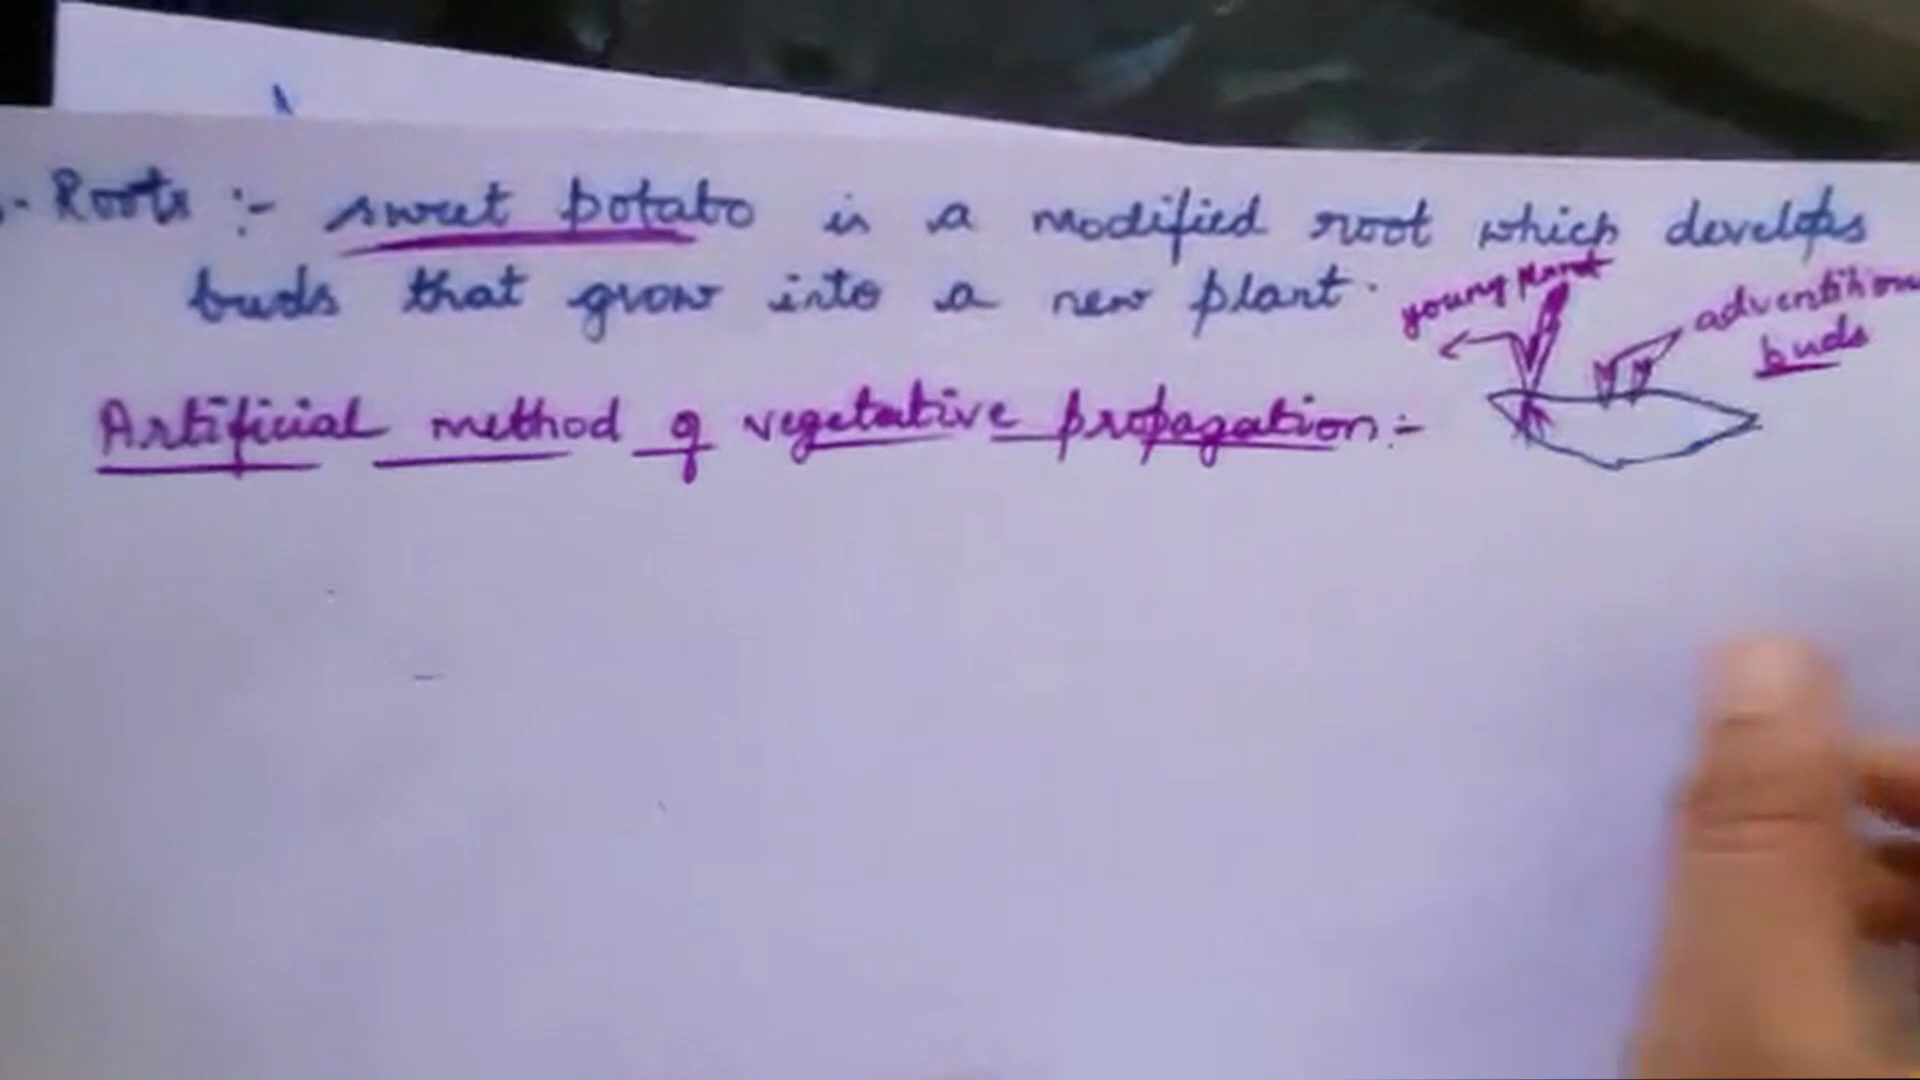 Roots :- sweet potato is a modified root which develops
buds that grow into a new plant.
young plant
adventitious
buds
Artificial method of vegetative propagation:-